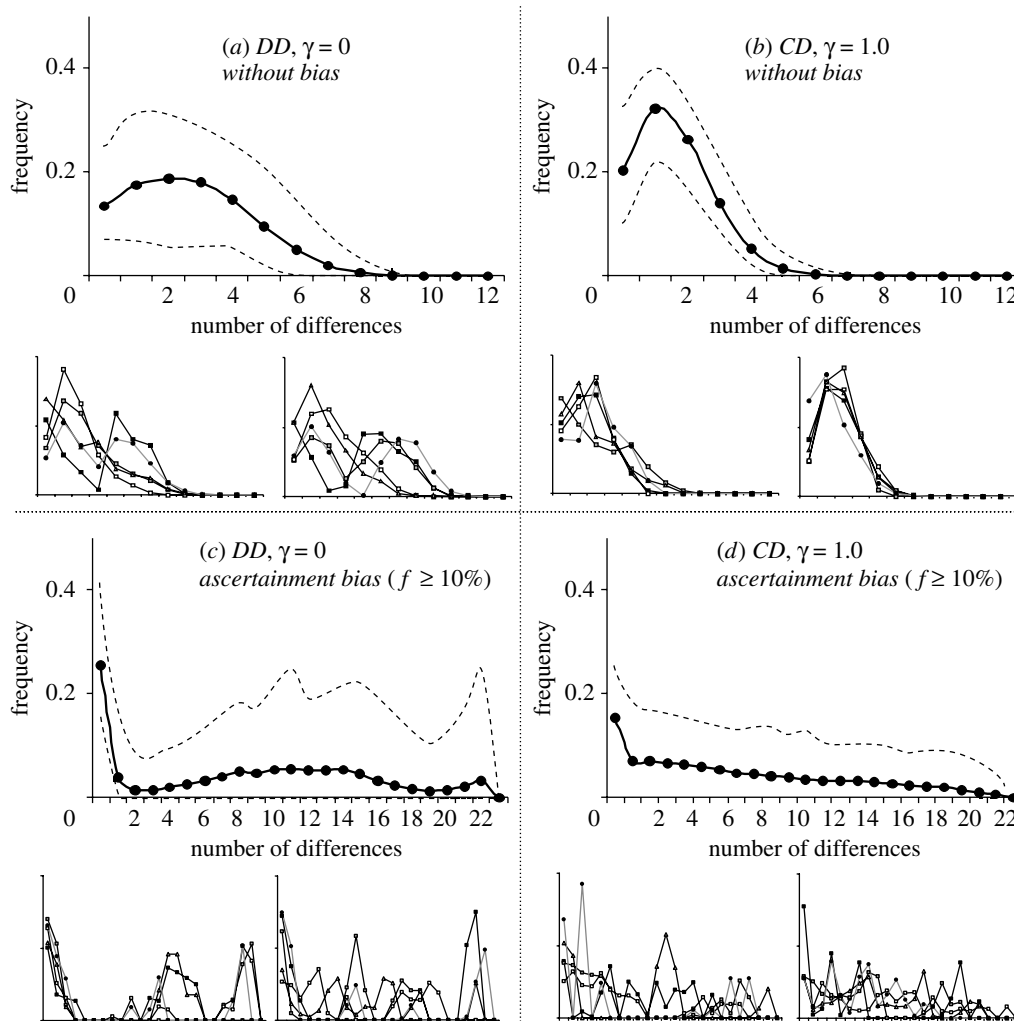 (a) DD, γ = 0
without bias
0.4
0.2
frequency
0 2 4 6 8 10 12
number of differences
(b) CD, γ = 1.0
without bias
0.4
0.2
frequency
0 2 4 6 8 10 12
number of differences
(c) DD, γ = 0
ascertainment bias ( f ≥ 10%)
0.4
0.2
frequency
0 2 4 6 8 10 12 14 16 18 20 22
number of differences
(d) CD, γ = 1.0
ascertainment bias ( f ≥ 10%)
0.4
0.2
frequency
0 2 4 6 8 10 12 14 16 18 20 22
number of differences